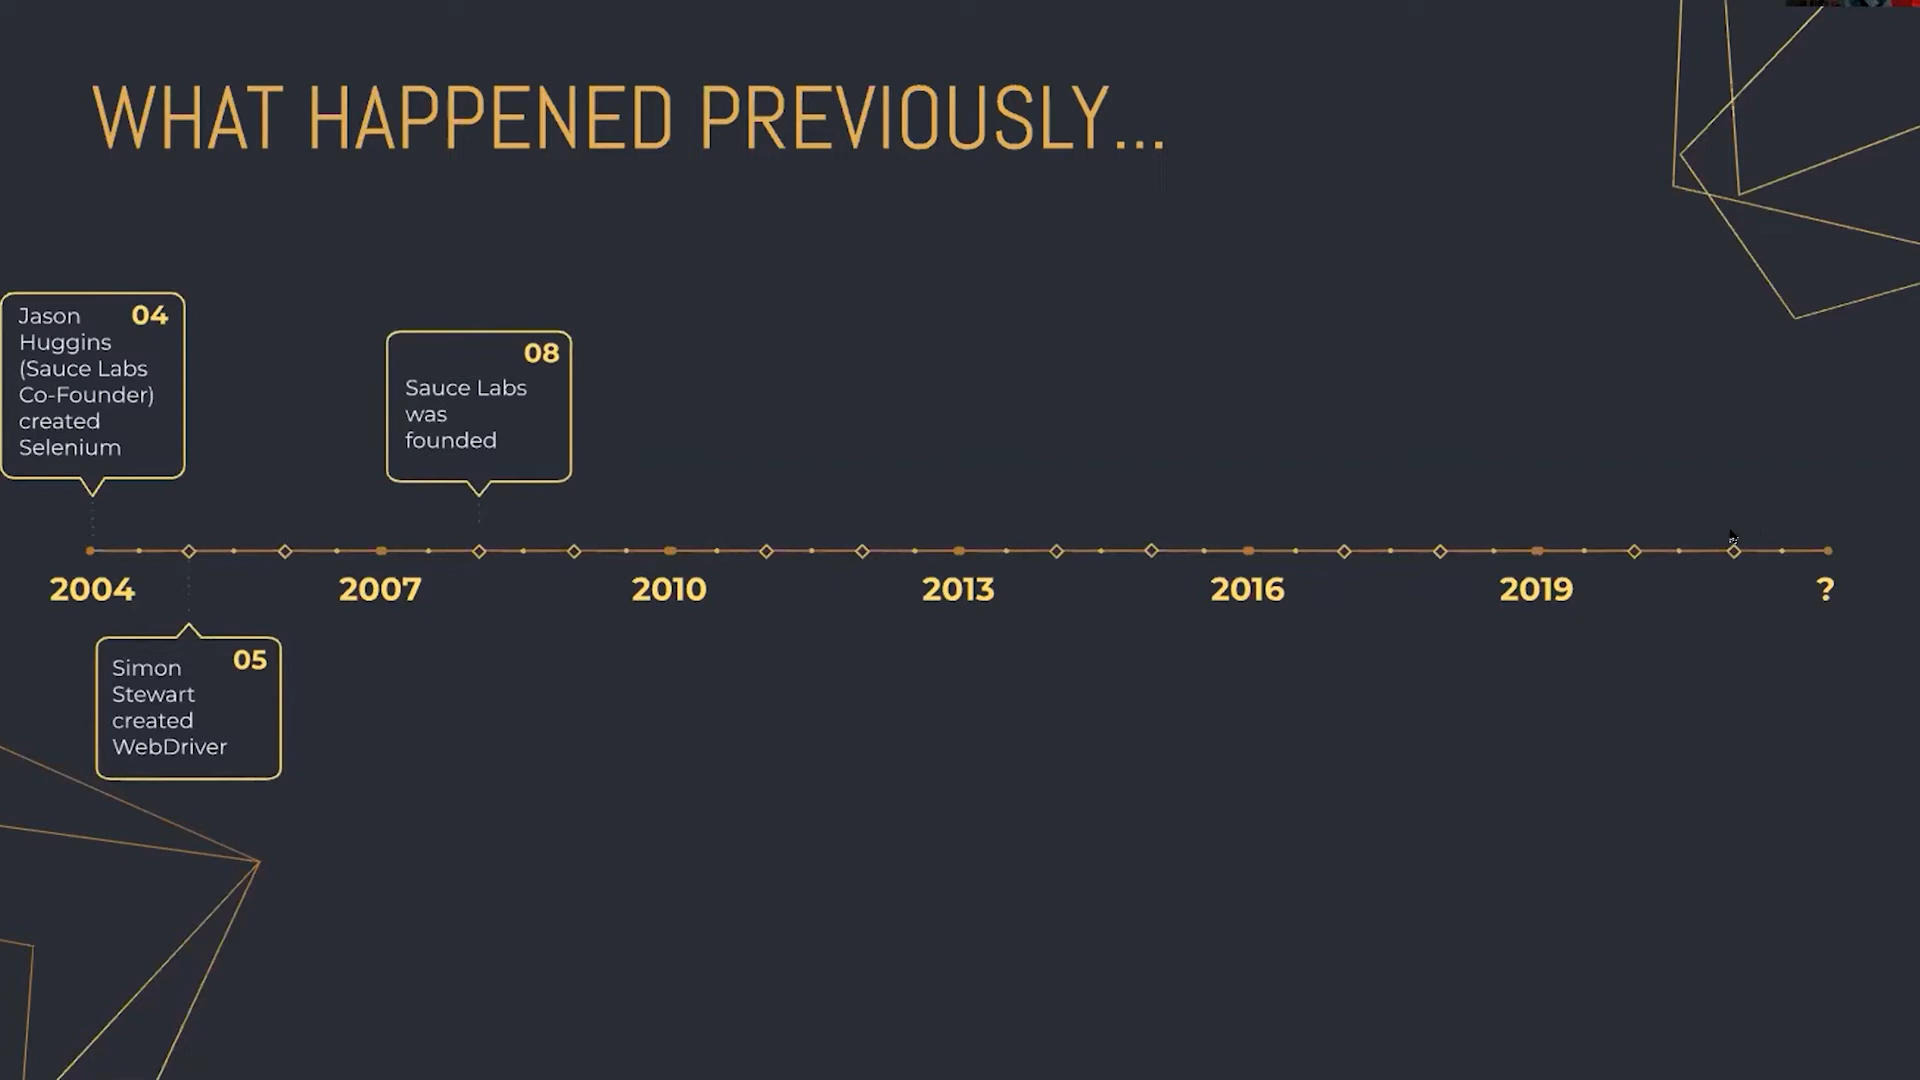 WHAT HAPPENED PREVIOUSLY...
04
Jason
Huggins
(Sauce Labs
Co-Founder)
created
Selenium
08
Sauce Labs
was
founded
2004
2007
2010
2013
2016
2019
?
05
Simon
Stewart
created
WebDriver